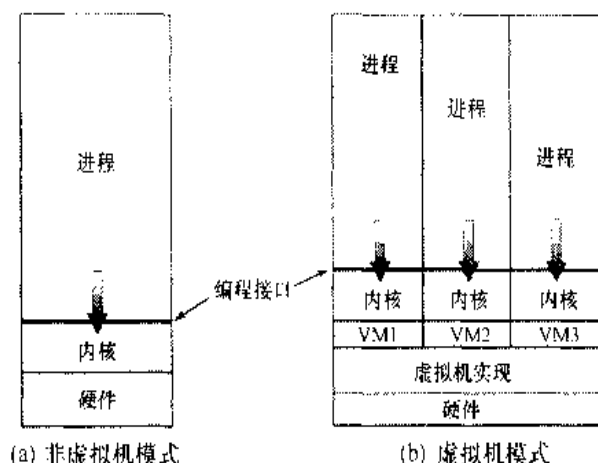 进程
编程接口
内核
硬件
(a) 非虚拟机模式
进程
进程
进程
内核 内核 内核
VM1 VM2 VM3
虚拟机实现
硬件
(b) 虚拟机模式